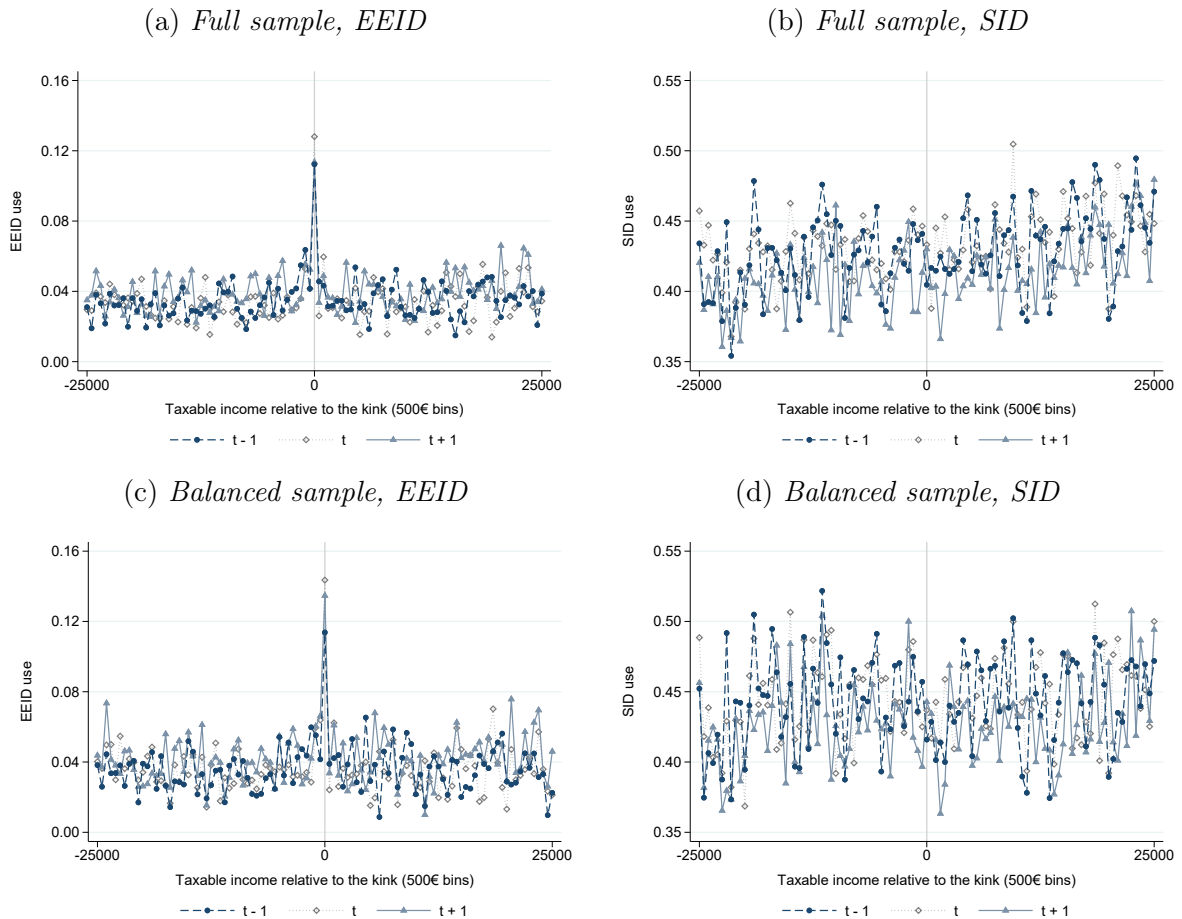 (a) Full sample, EEID
0.16
0.12
0.08
0.04
0.00
EEID use
-25000 0 25000
Taxable income relative to the kink (500€ bins)
t - 1 t t + 1
(b) Full sample, SID
0.55
0.50
0.45
0.40
0.35
SID use
-25000 0 25000
Taxable income relative to the kink (500€ bins)
t - 1 t t + 1
(c) Balanced sample, EEID
0.16
0.12
0.08
0.04
0.00
EEID use
-25000 0 25000
Taxable income relative to the kink (500€ bins)
t - 1 t t + 1
(d) Balanced sample, SID
0.55
0.50
0.45
0.40
0.35
SID use
-25000 0 25000
Taxable income relative to the kink (500€ bins)
t - 1 t t + 1